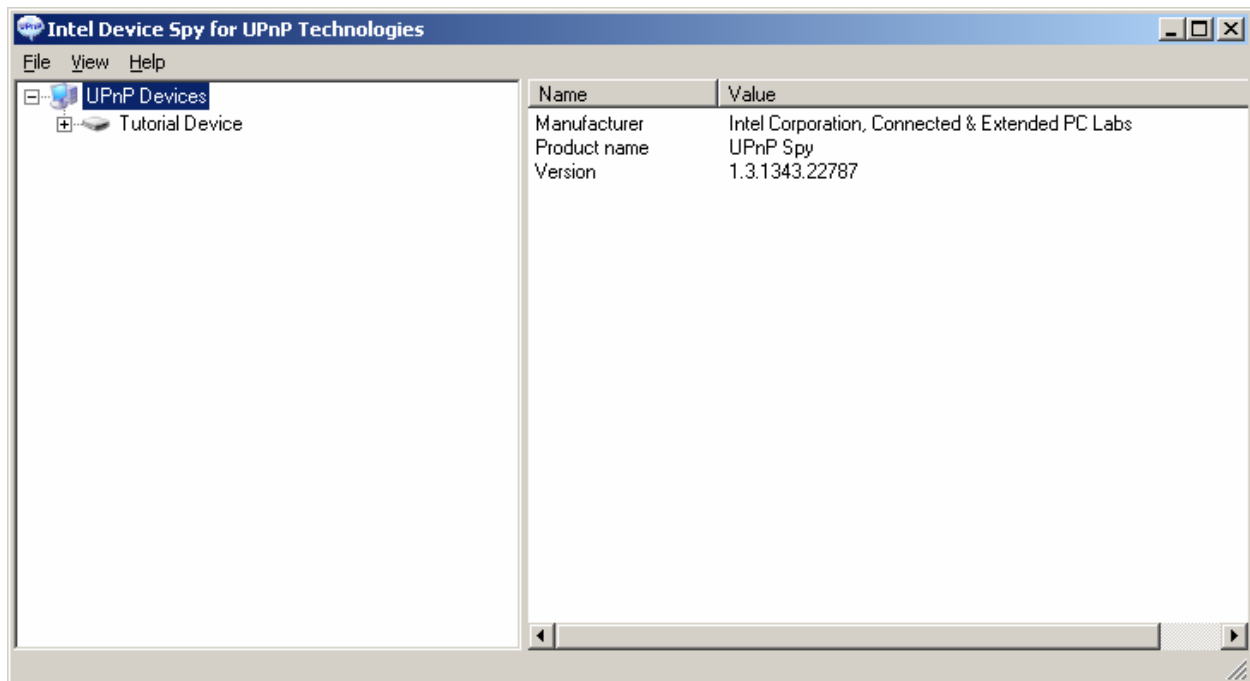 Intel Device Spy for UPnP Technologies
File View Help
UPnP Devices
Tutorial Device
Name Value
Manufacturer Intel Corporation, Connected & Extended PC Labs
Product name UPnP Spy
Version 1.3.1343.22787